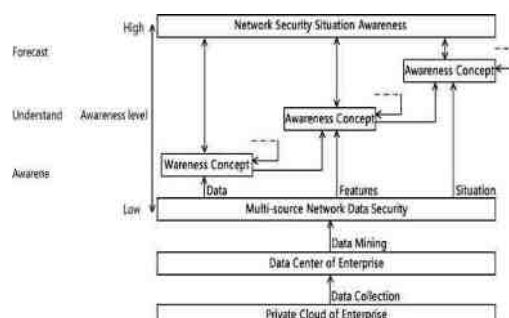 High
Network Security Situation Awareness
Forecast
Awareness Concept
Understand
Awareness level
Awareness Concept
Wareness Concept
Awarene
Data
Features
Situation
Low
Multi-source Network Data Security
Data Mining
Data Center of Enterprise
Data Collection
Private Cloud of Enterprise